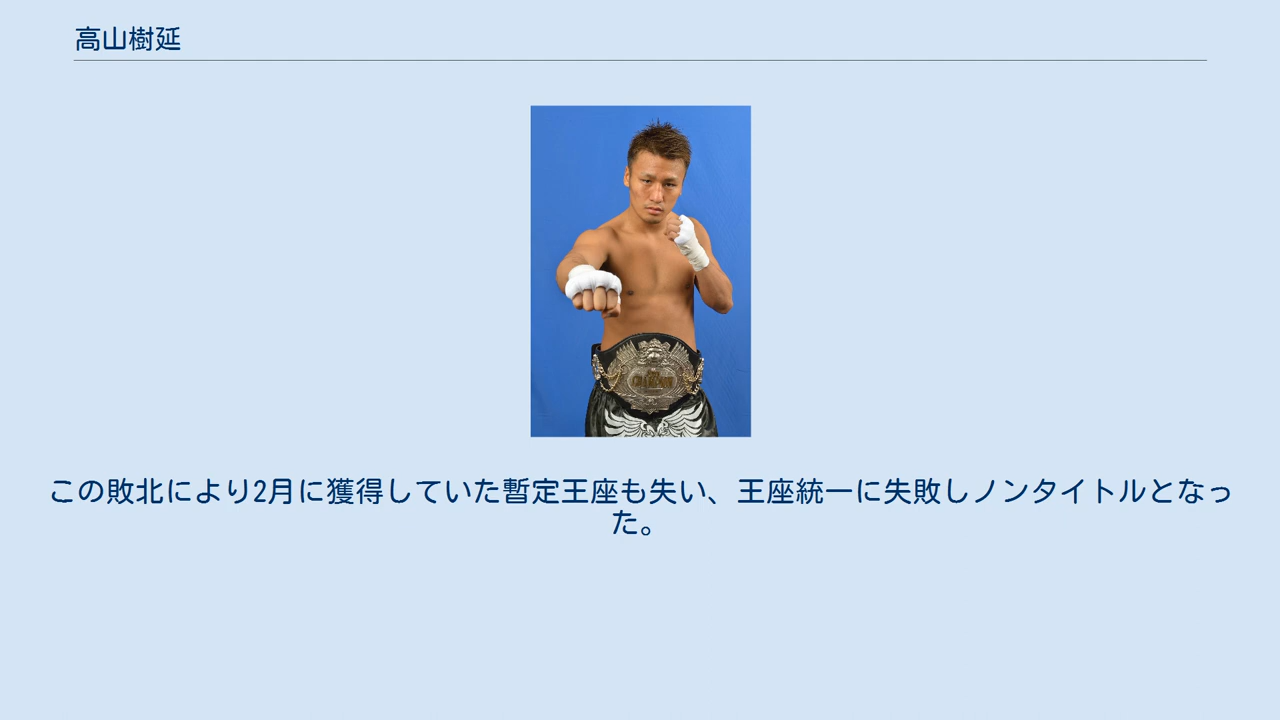 高山樹延
この敗北により2月に獲得していた暫定王座も失い、王座統一に失敗しノンタイトルとなっ
た。